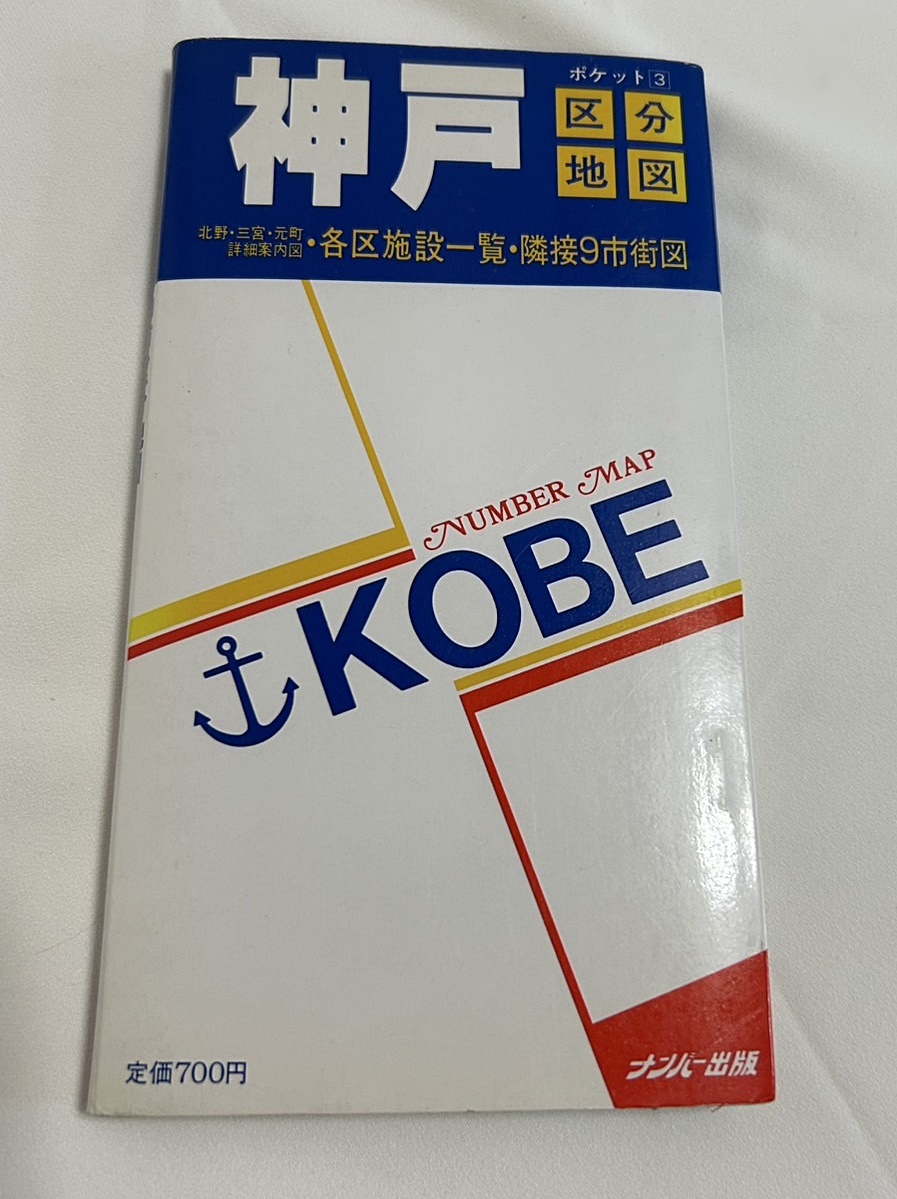 神戸
ポケット3
区分
地図
北野・三宮・元町
詳細案内図
・各区施設一覧・隣接9市街図
NUMBER MAP
KOBE
定価700円
ナンバー出版